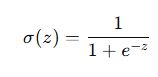 σ(z) = 1 / (1 + e^{−z})